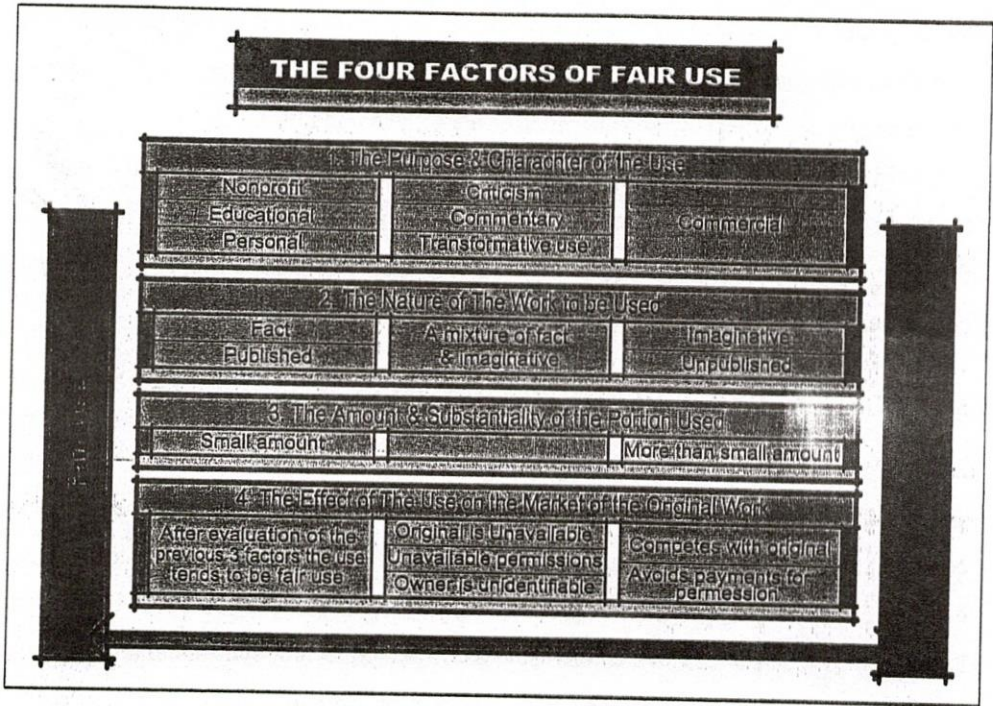 THE FOUR FACTORS OF FAIR USE
1. The Purpose & Charachter of the Use
Nonprofit
Educational
Personal
Criticism
Commentary
Transformative use
Commercial
2. The Nature of The Work to be Used
Fact
Published
A mixture of fact
& imaginative
Imaginative
Unpublished
3. The Amount & Substantiality of the Portion Used
Small amount
More than small amount
4. The Effect of The Use on the Market of the Original Work
After evaluation of the
previous 3 factors the use
tends to be fair use
Original is Unavailable
Unavailable permissions
Owner is unidentifiable
Competes with original
Avoids payments for
permession